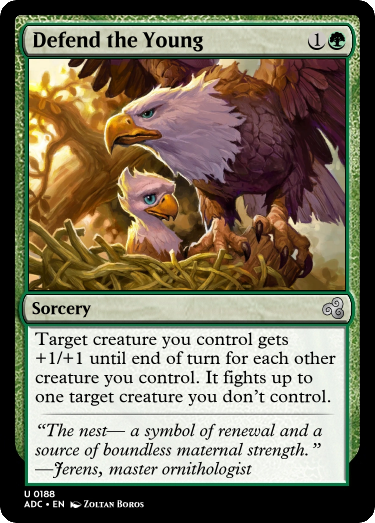 Defend the Young 1
Sorcery
Target creature you control gets
+1/+1 until end of turn for each other
creature you control. It fights up to
one target creature you don't control.
“The nest— a symbol of renewal and a
source of boundless maternal strength.”
—Jerens, master ornithologist
U 0188
ADC • EN Zoltan Boros